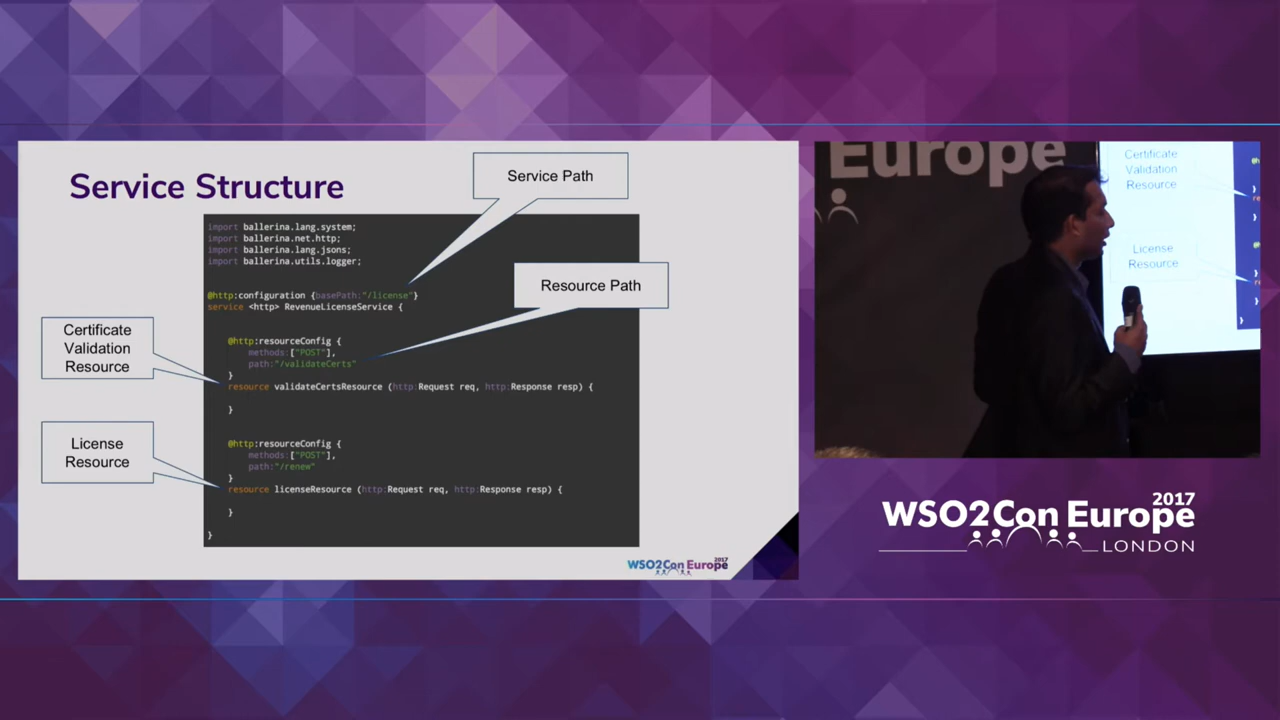 Service Structure
Service Path
import ballerina.lang.system;
import ballerina.net.http;
import ballerina.lang.jsons;
import ballerina.utils.logger;
@http:configuration {basePath:"/license"}
service <http> RevenueLicenseService {
Resource Path
@http:resourceConfig {
methods:["POST"],
path:"/validateCerts"
}
Certificate
Validation
Resource
resource validateCertsResource (http:Request req, http:Response resp) {
}
@http:resourceConfig {
methods:["POST"],
path:"/renew"
}
License
Resource
resource licenseResource (http:Request req, http:Response resp) {
}
}
WSO2Con Europe 2017
Europe
Certificate
Validation
Resource
License
Resource
WSO2Con Europe 2017
LONDON